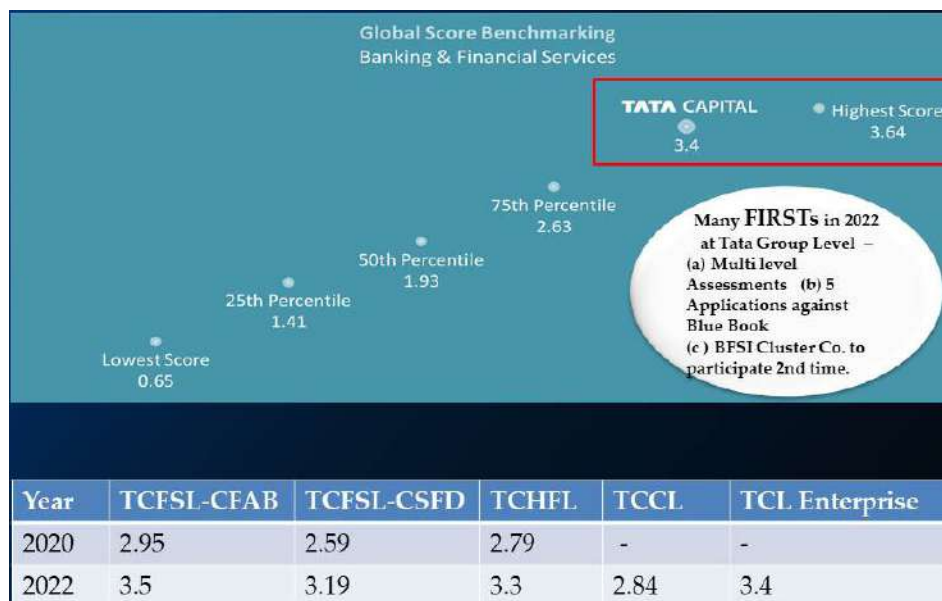 Global Score Benchmarking
Banking & Financial Services
TATA CAPITAL
3.4
Highest Score
3.64
75th Percentile
2.63
50th Percentile
1.93
25th Percentile
1.41
Lowest Score
0.65
Many FIRSTs in 2022
at Tata Group Level –
(a) Multi level
Assessments (b) 5
Applications against
Blue Book
(c ) BFSI Cluster Co. to
participate 2nd time.
Year TCFSL-CFAB TCFSL-CSFD TCHFL TCCL TCL Enterprise
2020 2.95 2.59 2.79 - -
2022 3.5 3.19 3.3 2.84 3.4